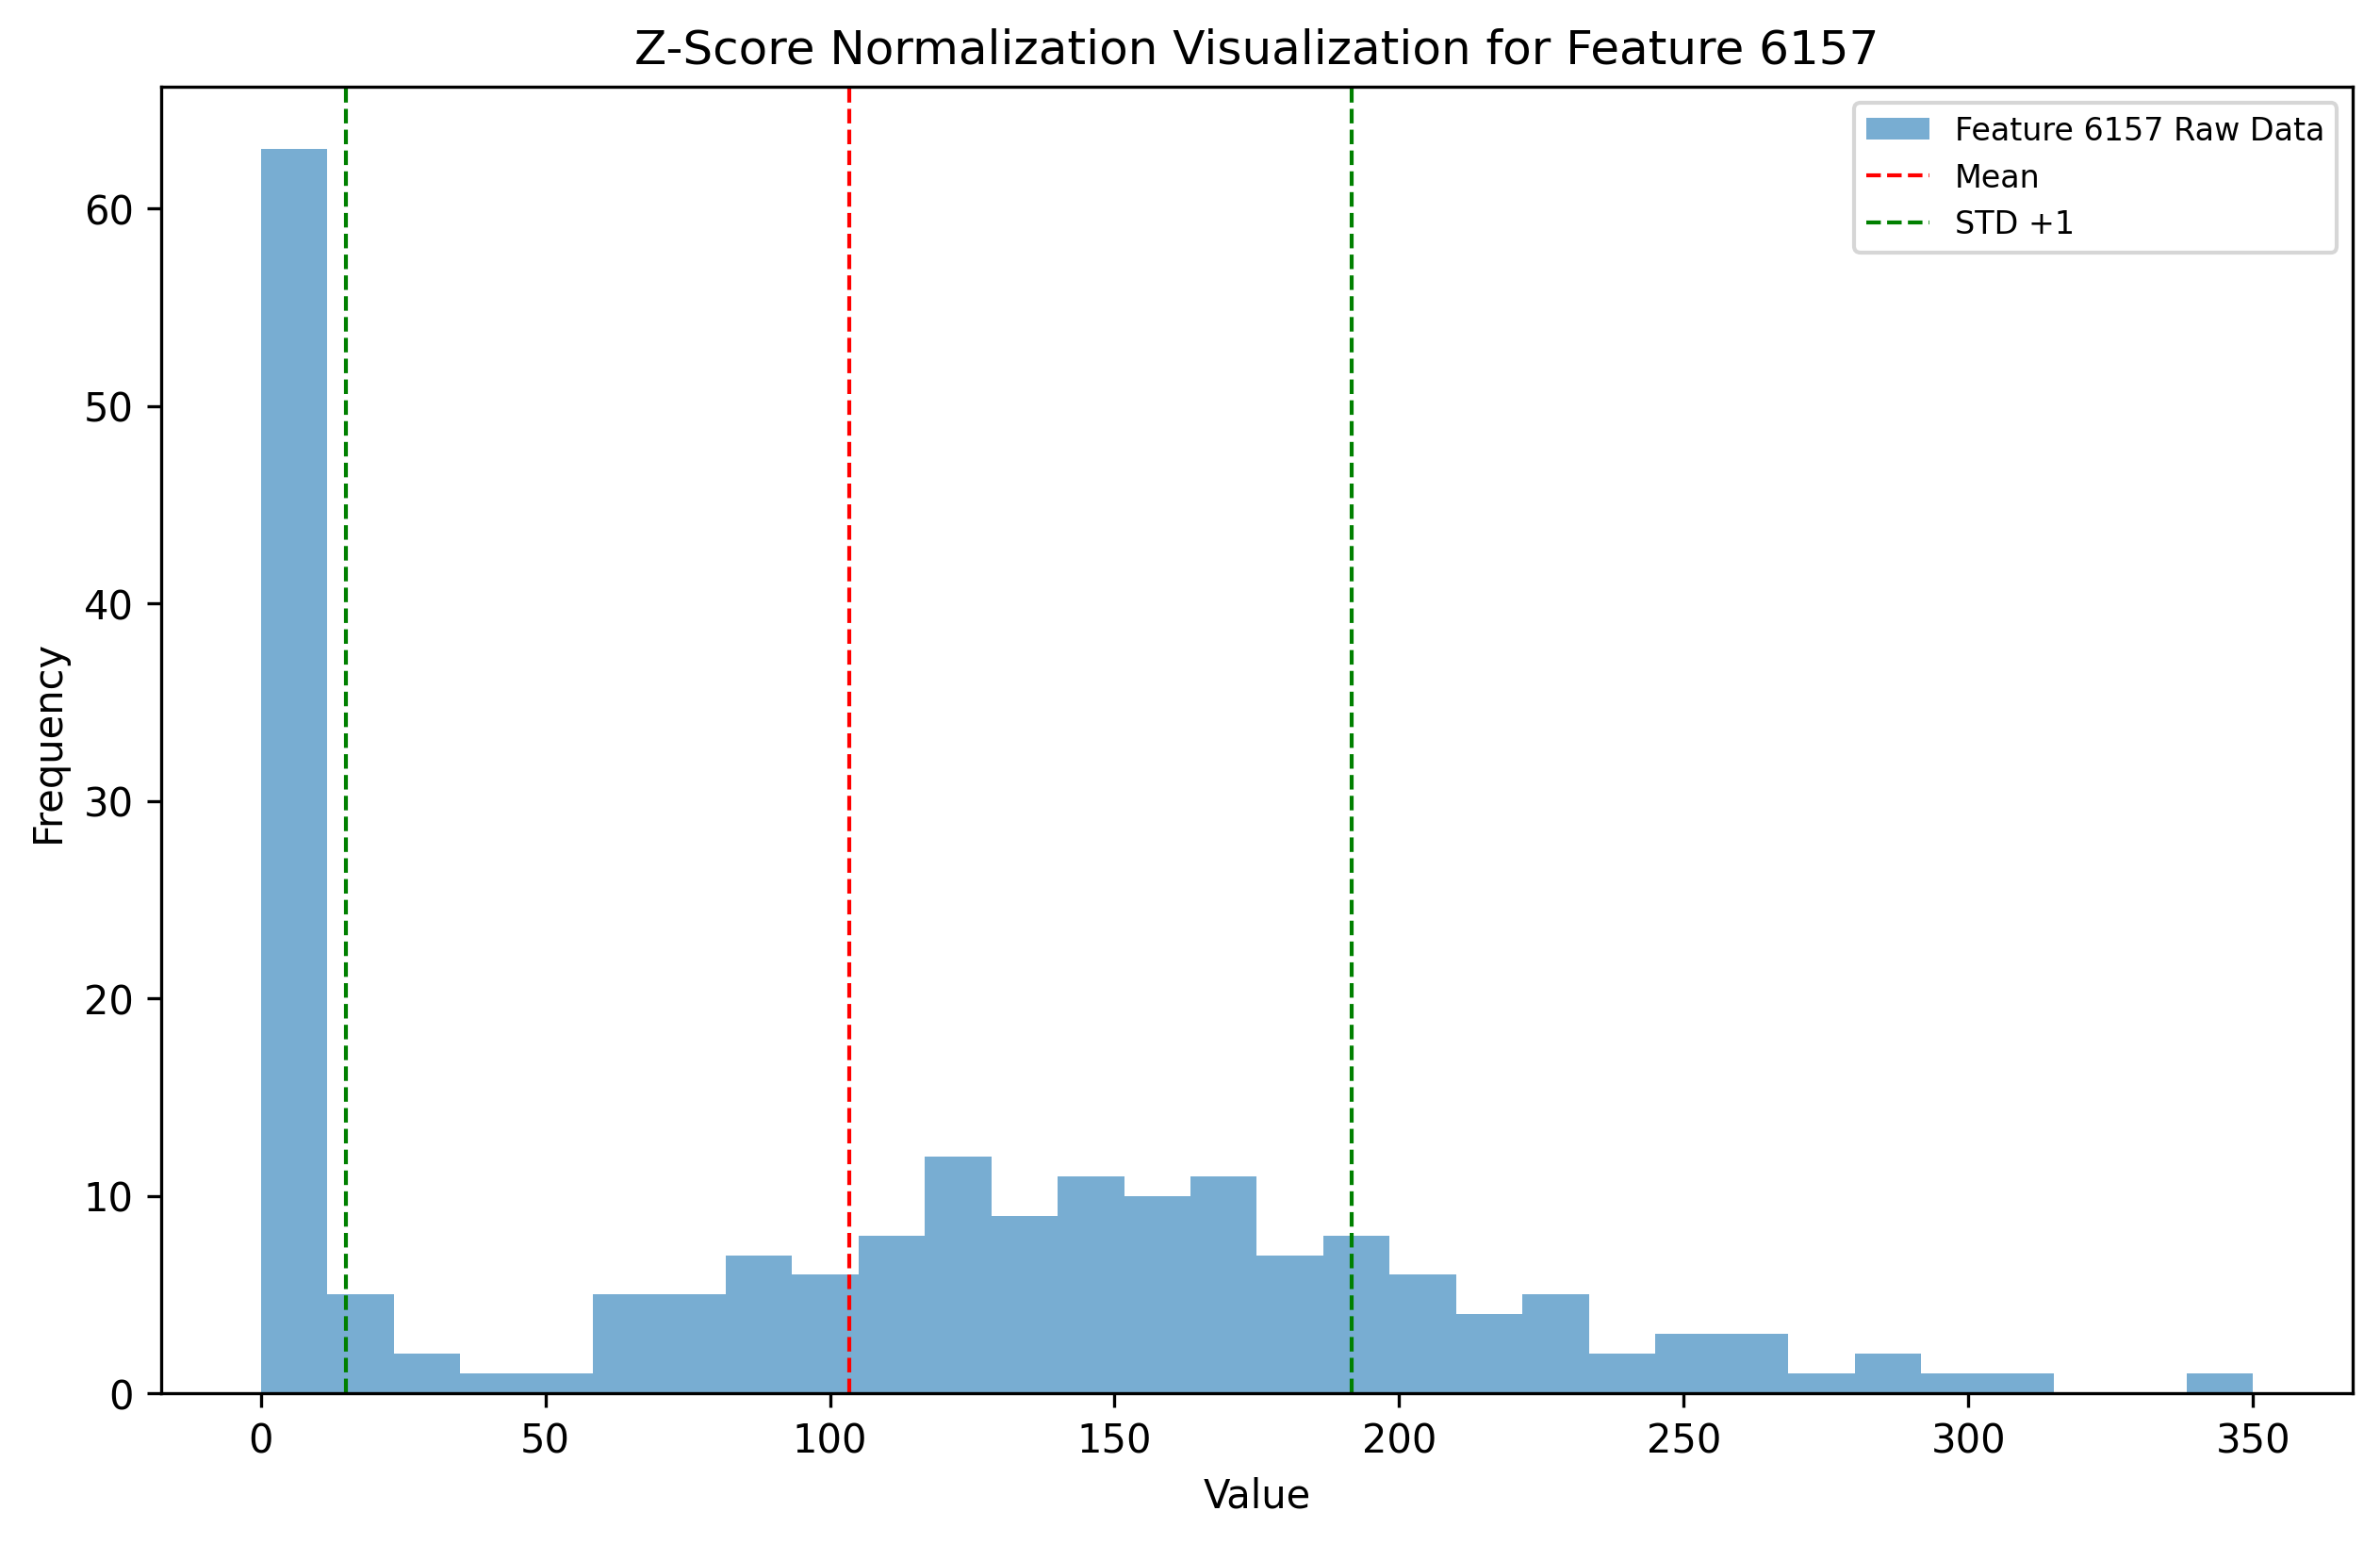 Z-Score Normalization Visualization for Feature 6157
Feature 6157 Raw Data
Mean
STD +1
60
50
40
30
20
10
0
Frequency
0 50 100 150 200 250 300 350
Value